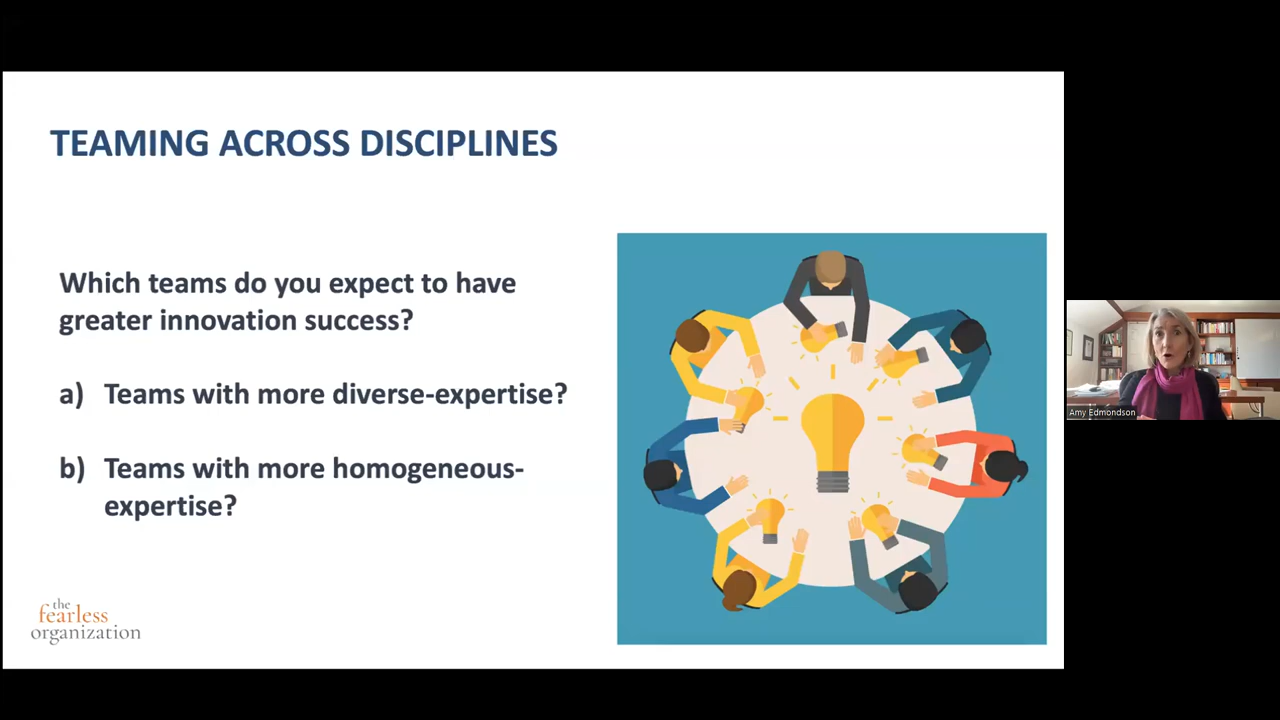 TEAMING ACROSS DISCIPLINES
Which teams do you expect to have
greater innovation success?
a) Teams with more diverse-expertise?
b) Teams with more homogeneous-
expertise?
the
fearless
organization
Amy Edmondson